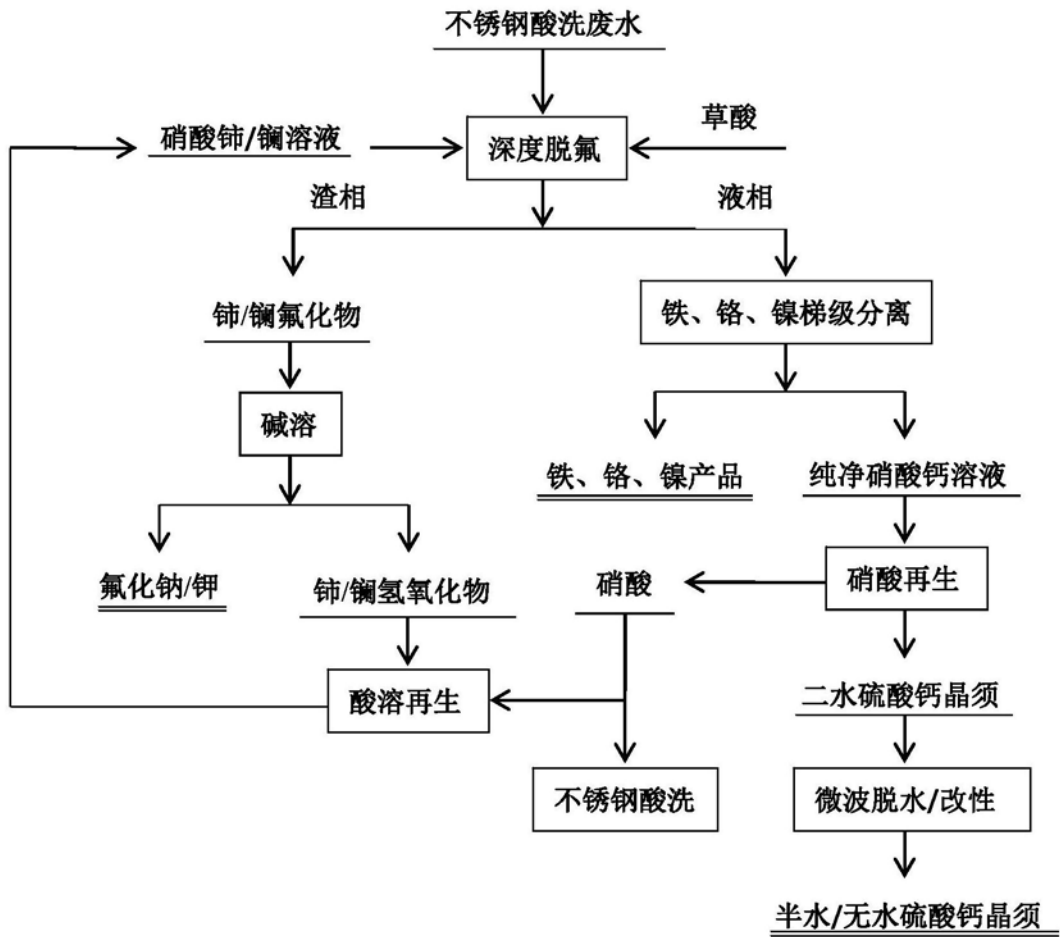 不锈钢酸洗废水
硝酸铈/镧溶液
深度脱氟
草酸
渣相
液相
铈/镧氟化物
铁、铬、镍梯级分离
碱溶
铁、铬、镍产品
纯净硝酸钙溶液
氟化钠/钾
铈/镧氢氧化物
硝酸
硝酸再生
酸溶再生
二水硫酸钙晶须
不锈钢酸洗
微波脱水/改性
半水/无水硫酸钙晶须